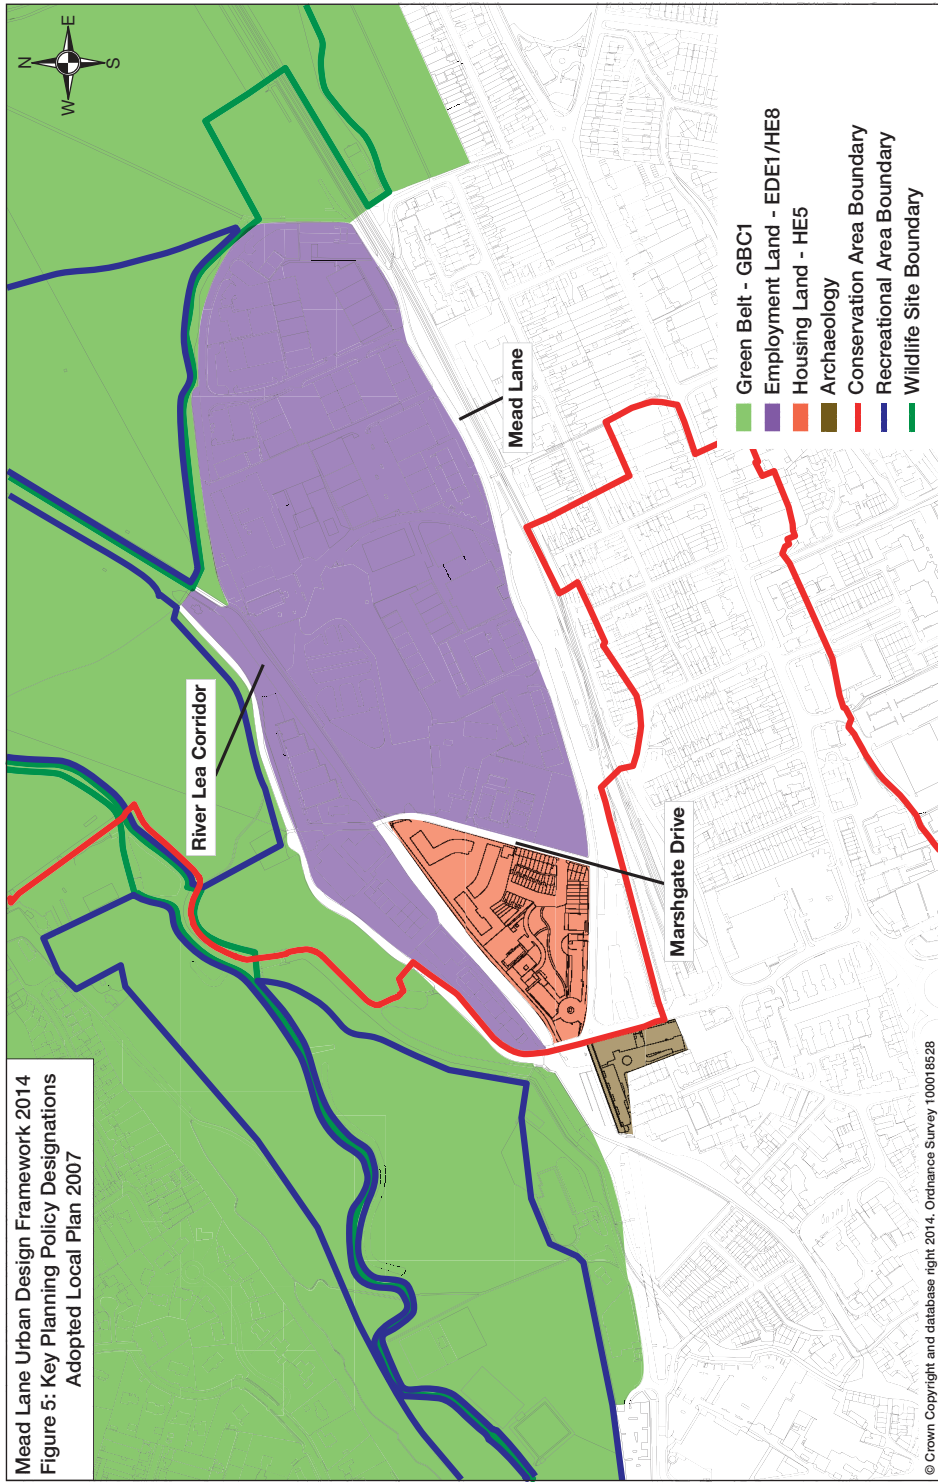 Mead Lane Urban Design Framework 2014
Figure 5: Key Planning Policy Designations
Adopted Local Plan 2007
N
E
S
W
River Lea Corridor
Mead Lane
Marshgate Drive
Green Belt - GBC1
Employment Land - EDE1/HE8
Housing Land - HE5
Archaeology
Conservation Area Boundary
Recreational Area Boundary
Wildlife Site Boundary
© Crown Copyright and database right 2014. Ordnance Survey 100018528